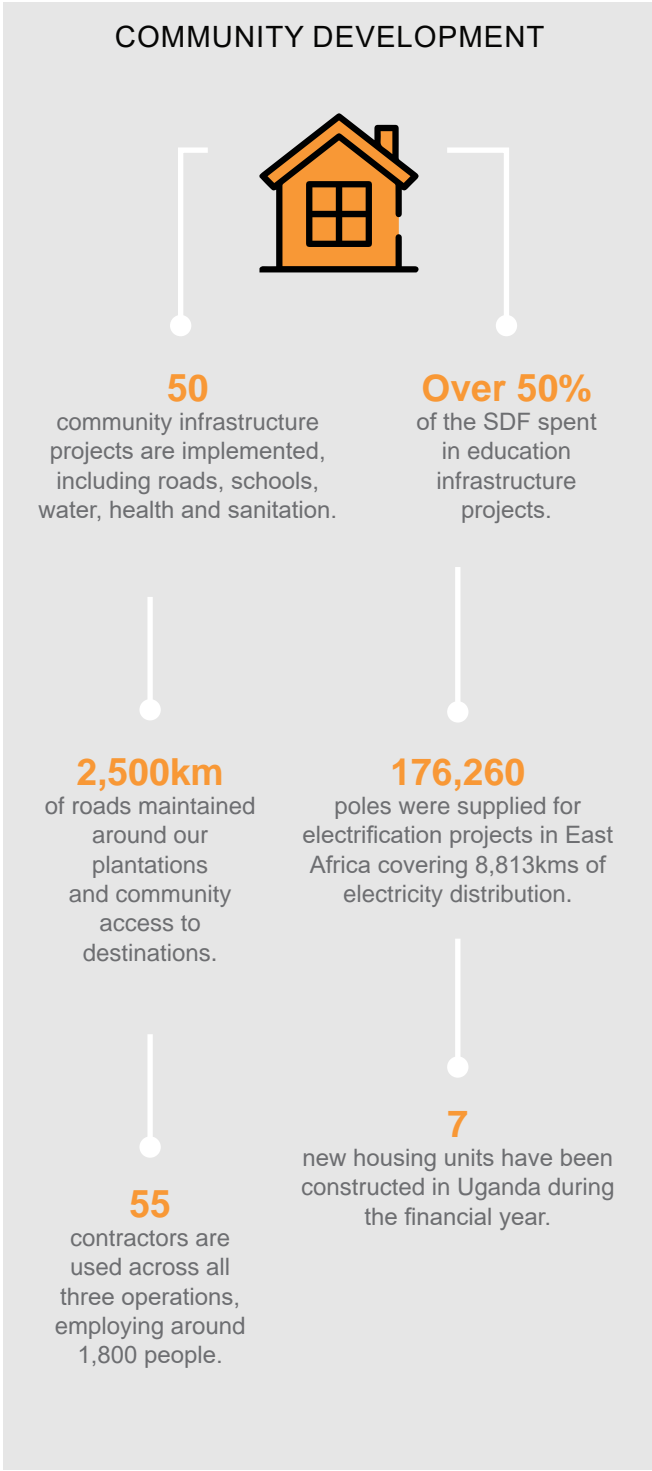 COMMUNITY DEVELOPMENT
50
community infrastructure
projects are implemented,
including roads, schools,
water, health and sanitation.
Over 50%
of the SDF spent
in education
infrastructure
projects.
2,500km
of roads maintained
around our
plantations
and community
access to
destinations.
176,260
poles were supplied for
electrification projects in East
Africa covering 8,813kms of
electricity distribution.
7
new housing units have been
constructed in Uganda during
the financial year.
55
contractors are
used across all
three operations,
employing around
1,800 people.